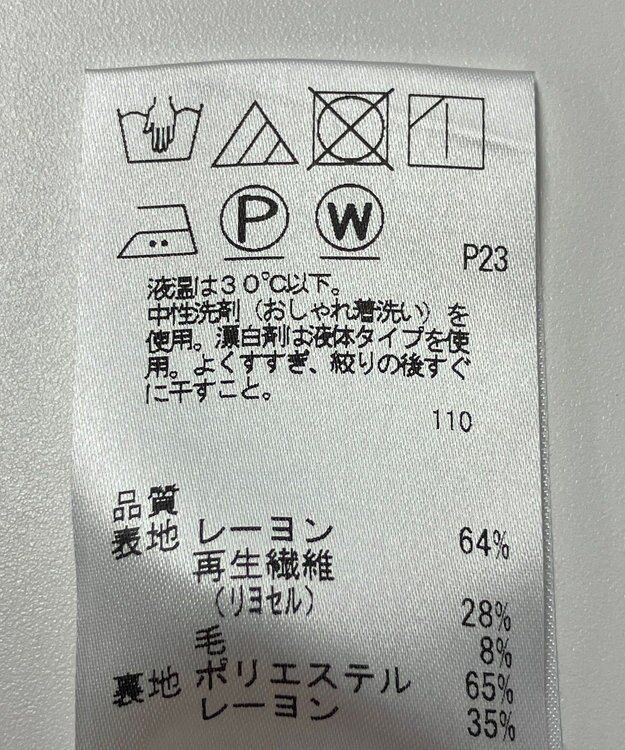 P W
P23
液温は30℃以下。
中性洗剤（おしゃれ着洗い）を
使用。漂白剤は液体タイプを使
用。よくすすぎ、絞りの後すぐ
に干すこと。
110
品質
表地 レーヨン 64%
再生繊維
（リヨセル） 28%
毛 8%
裏地 ポリエステル 65%
レーヨン 35%